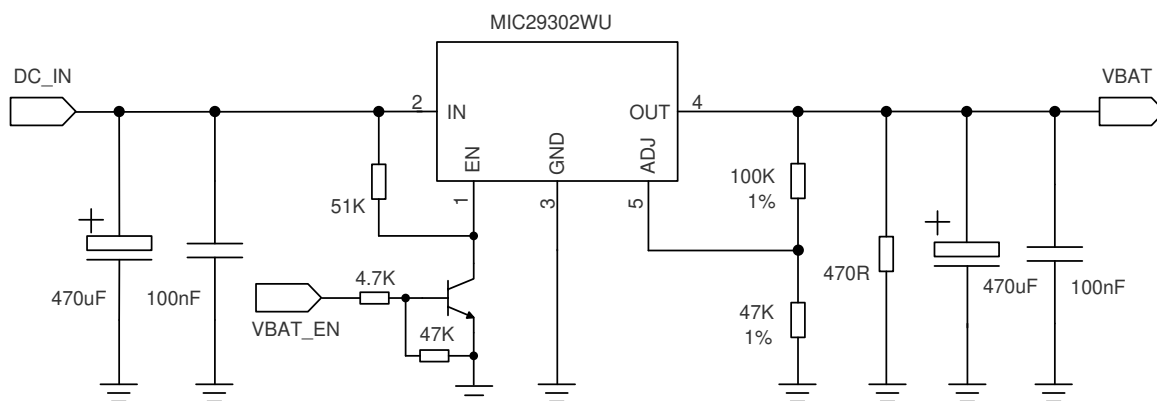 MIC29302WU
DC_IN
VBAT
2
IN
OUT
4
EN
GND
ADJ
1
3
5
51K
100K
1%
470uF
100nF
4.7K
VBAT_EN
47K
470R
47K
1%
470uF
100nF